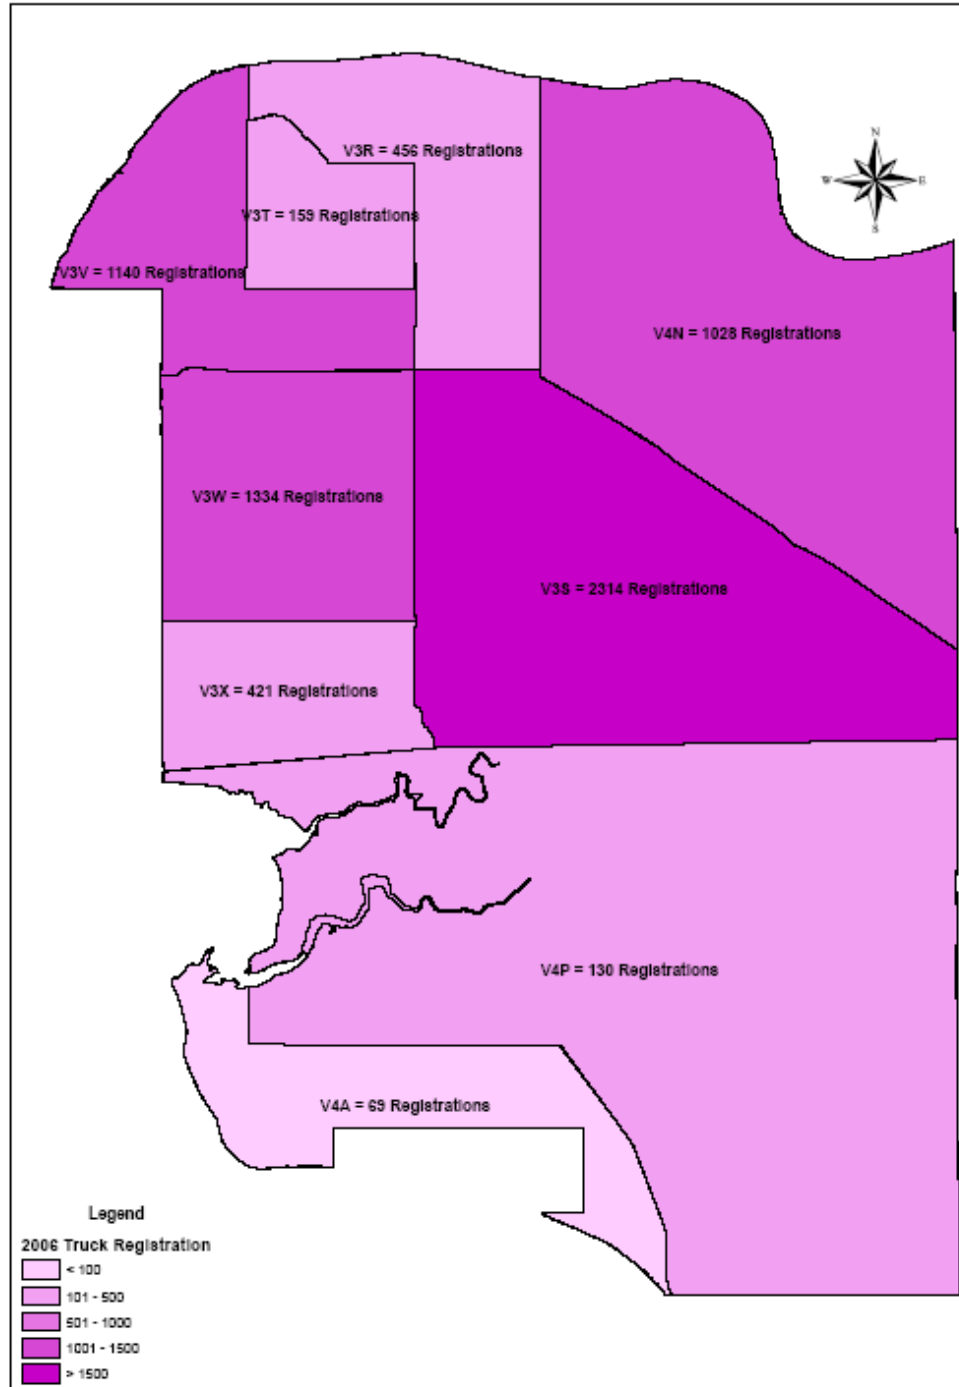 N
W E
S
V3R = 456 Registrations
V3T = 159 Registrations
V3V = 1140 Registrations
V4N = 1028 Registrations
V3W = 1334 Registrations
V3S = 2314 Registrations
V3X = 421 Registrations
V4P = 130 Registrations
V4A = 69 Registrations
Legend
2006 Truck Registration
< 100
101 - 500
501 - 1000
1001 - 1500
> 1500